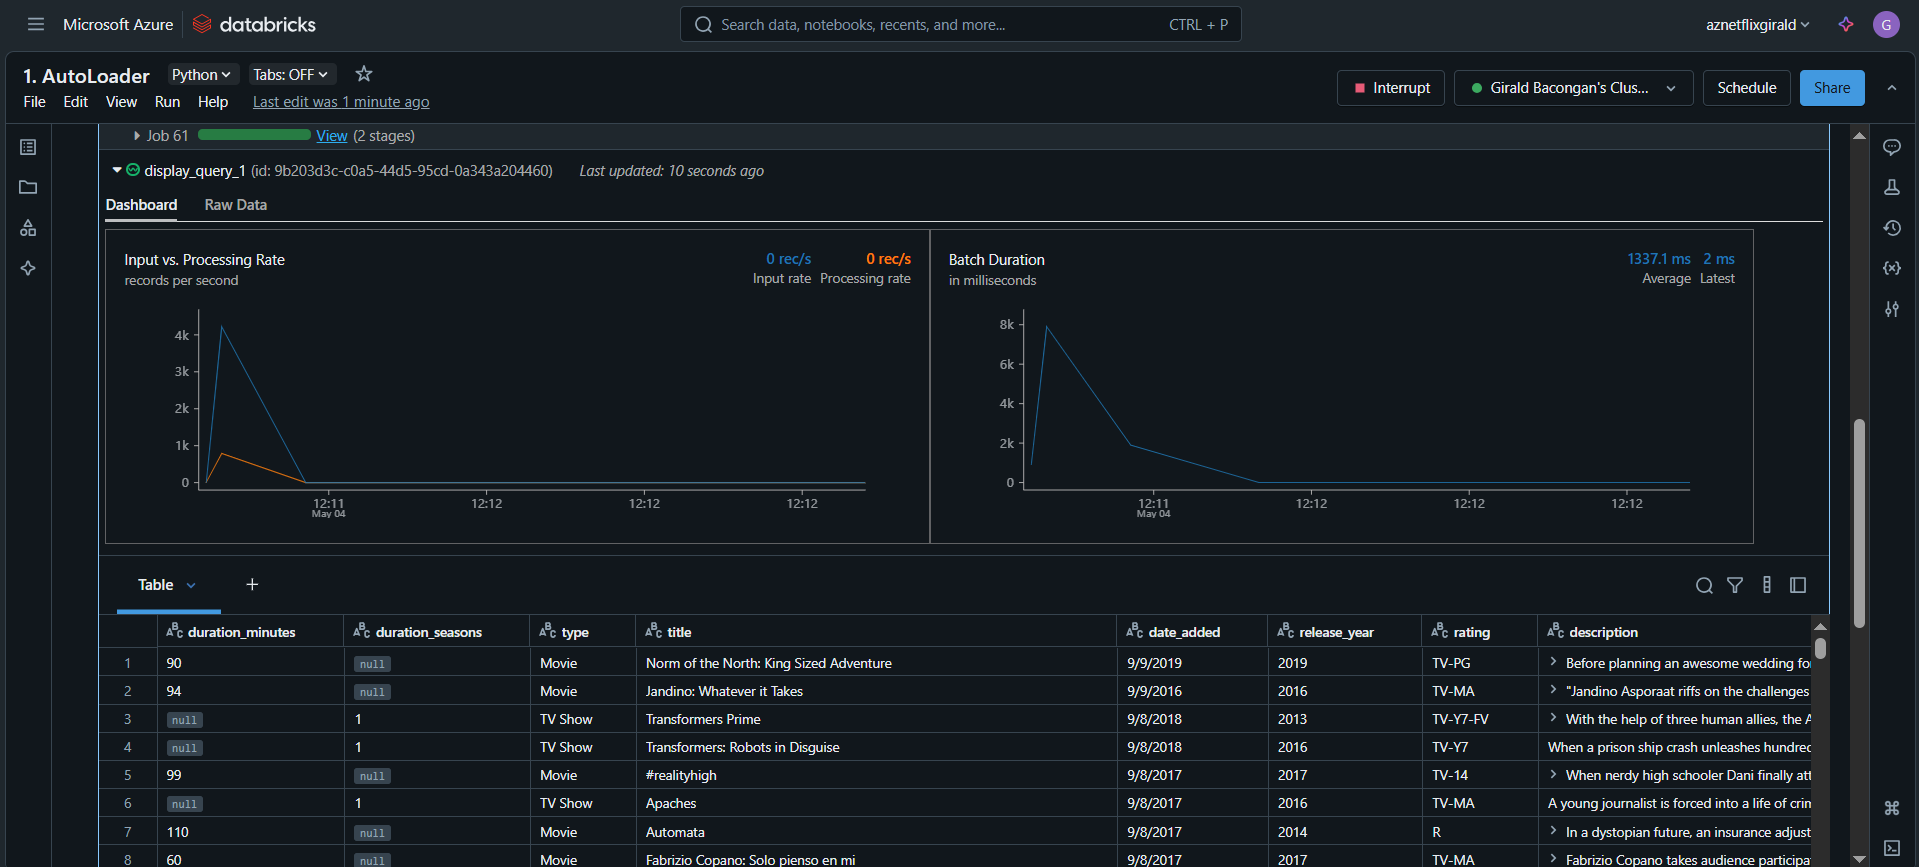 Microsoft Azure databricks Search data, notebooks, recents, and more... CTRL + P aznetflixgirald G
1. AutoLoader Python Tabs: OFF
File Edit View Run Help Last edit was 1 minute ago Interrupt Girald Bacongan's Clus... Schedule Share
Job 61 View (2 stages)
display_query_1 (id: 9b203d3c-c0a5-44d5-95cd-0a343a204460) Last updated: 10 seconds ago
Dashboard Raw Data
Input vs. Processing Rate 0 rec/s 0 rec/s
records per second Input rate Processing rate
4k
3k
2k
1k
0
12:11 12:12 12:12 12:12
May 04
Batch Duration 1337.1 ms 2 ms
in milliseconds Average Latest
8k
6k
4k
2k
0
12:11 12:12 12:12 12:12
May 04
Table +
ABC duration_minutes ABC duration_seasons ABC type ABC title ABC date_added ABC release_year ABC rating ABC description
1 90 null Movie Norm of the North: King Sized Adventure 9/9/2019 2019 TV-PG Before planning an awesome wedding fo
2 94 null Movie Jandino: Whatever it Takes 9/9/2016 2016 TV-MA "Jandino Asporaat riffs on the challenges
3 null 1 TV Show Transformers Prime 9/8/2018 2013 TV-Y7-FV With the help of three human allies, the A
4 null 1 TV Show Transformers: Robots in Disguise 9/8/2018 2016 TV-Y7 When a prison ship crash unleashes hundred
5 99 null Movie #realityhigh 9/8/2017 2017 TV-14 When nerdy high schooler Dani finally att
6 null 1 TV Show Apaches 9/8/2017 2016 TV-MA A young journalist is forced into a life of crim
7 110 null Movie Automata 9/8/2017 2014 R In a dystopian future, an insurance adjust
8 60 null Movie Fabrizio Copano: Solo pienso en mi 9/8/2017 2017 TV-MA Fabrizio Copano takes audience participa